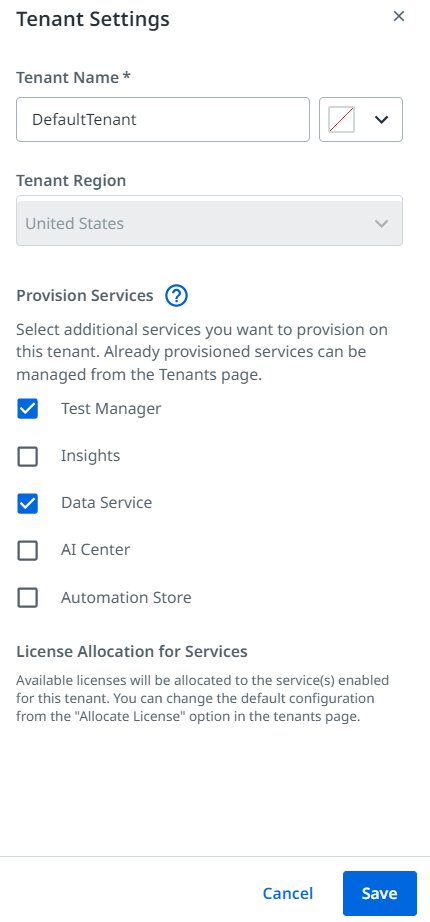 Tenant Settings
Tenant Name *
DefaultTenant
Tenant Region
United States
Provision Services
Select additional services you want to provision on
this tenant. Already provisioned services can be
managed from the Tenants page.
Test Manager
Insights
Data Service
AI Center
Automation Store
License Allocation for Services
Available licenses will be allocated to the service(s) enabled
for this tenant. You can change the default configuration
from the "Allocate License" option in the tenants page.
Cancel
Save